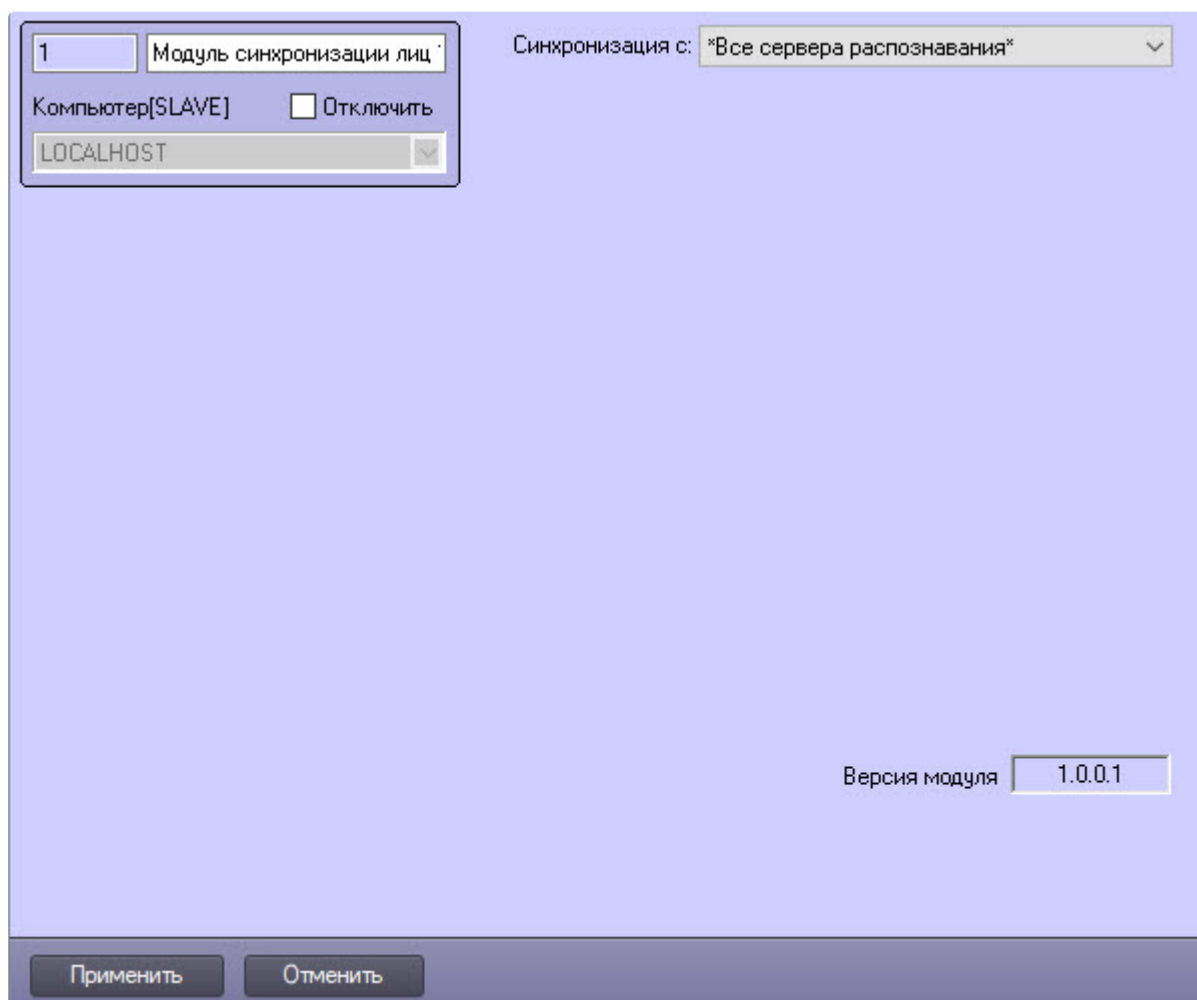 1
Модуль синхронизации лиц
Синхронизация с: *Все сервера распознавания*
Компьютер[SLAVE] Отключить
LOCALHOST
Версия модуля 1.0.0.1
Применить Отменить